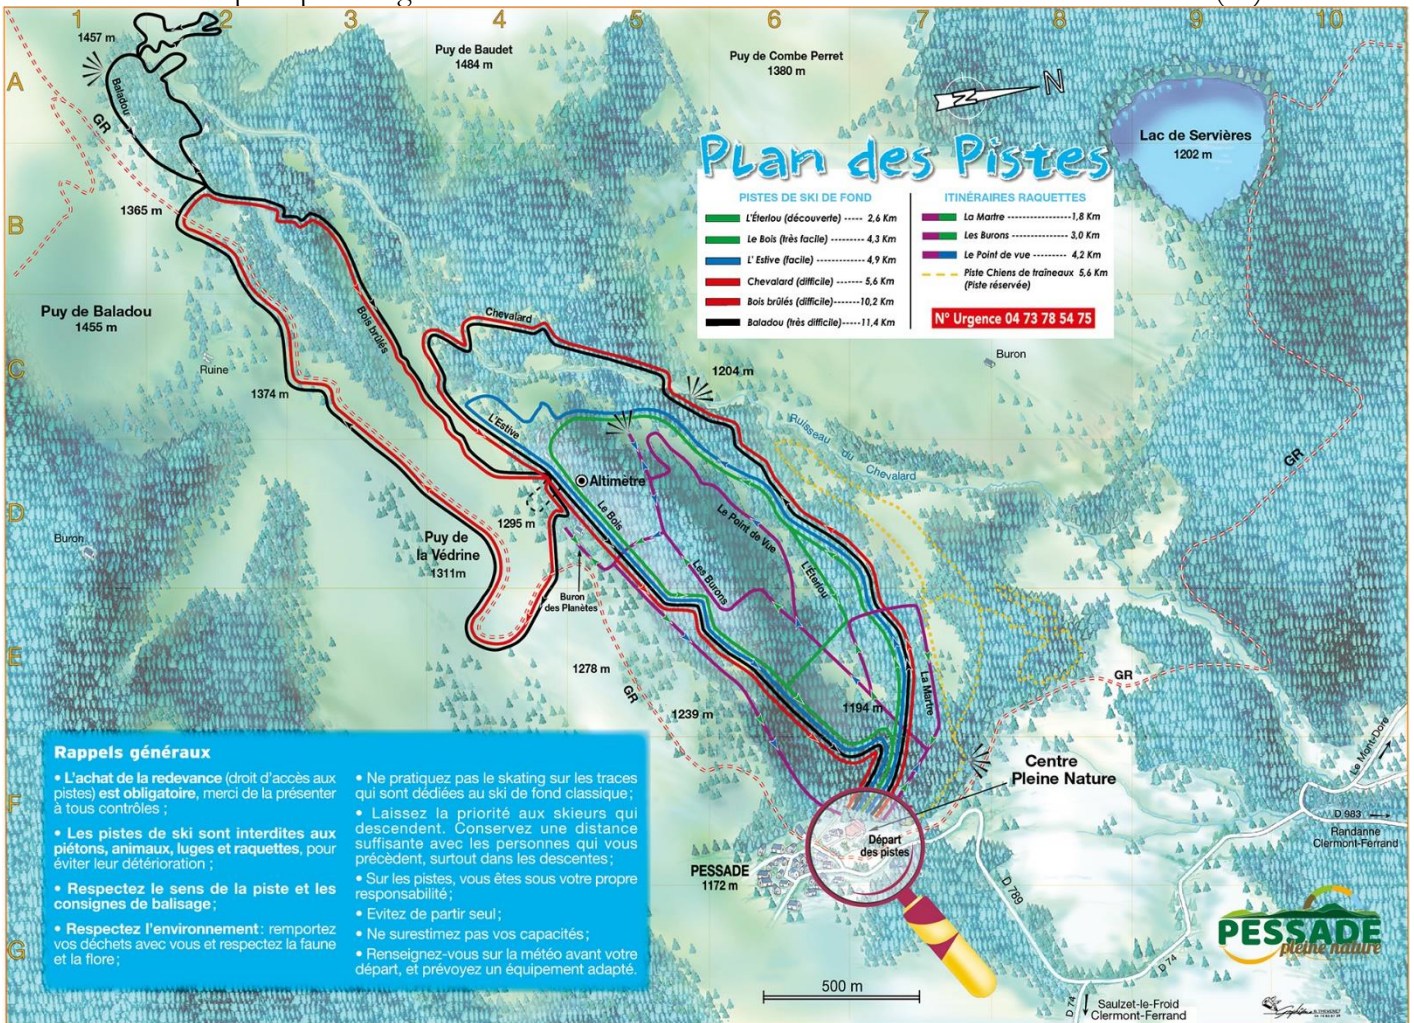 1
2
3
4
5
6
7
8
9
10
A
B
C
D
E
F
G
1457 m
Baladou
GR
Puy de Baudet
1484 m
Puy de Combe Perret
1380 m
N
Lac de Servières
1202 m
Plan des Pistes
PISTES DE SKI DE FOND
L'Éterlou (découverte) ----- 2,6 Km
Le Bois (très facile) ---------- 4,3 Km
L' Estive (facile) ------------- 4,9 Km
Chevalard (difficile) ----- 5,6 Km
Bois brûlés (difficile)-----10,2 Km
Baladou (très difficile)-----11,4 Km
ITINÉRAIRES RAQUETTES
La Martre -----------------1,8 Km
Les Burons ---------------3,0 Km
Le Point de vue --------- 4,2 Km
Piste Chiens de traîneaux 5,6 Km
(Piste réservée)
N° Urgence 04 73 78 54 75
1365 m
Puy de Baladou
1455 m
Bois brûlés
Chevalard
Ruine
1374 m
1204 m
Buron
L'Estive
Ruisseau du Chevalard
GR
Altimètre
Le Bois
Le Point de Vue
1295 m
Buron
Puy de
la Védrine
1311m
Les Burons
L'Éterlou
Buron
des Planètes
1278 m
GR
1239 m
1194 m
La Martre
GR
Centre
Pleine Nature
Le Mont-Dore
D 983
Randanne
Clermont-Ferrand
Départ
des pistes
PESSADE
1172 m
D 789
D 74
D 74
Saulzet-le-Froid
Clermont-Ferrand
500 m
PESSADE
pleine nature
Rappels généraux
• L'achat de la redevance (droit d'accès aux
pistes) est obligatoire, merci de la présenter
à tous contrôles ;
• Les pistes de ski sont interdites aux
piétons, animaux, luges et raquettes, pour
éviter leur détérioration ;
• Respectez le sens de la piste et les
consignes de balisage ;
• Respectez l'environnement : remportez
vos déchets avec vous et respectez la faune
et la flore ;
• Ne pratiquez pas le skating sur les traces
qui sont dédiées au ski de fond classique ;
• Laissez la priorité aux skieurs qui
descendent. Conservez une distance
suffisante avec les personnes qui vous
précèdent, surtout dans les descentes ;
• Sur les pistes, vous êtes sous votre propre
responsabilité ;
• Evitez de partir seul ;
• Ne surestimez pas vos capacités ;
• Renseignez-vous sur la météo avant votre
départ, et prévoyez un équipement adapté.